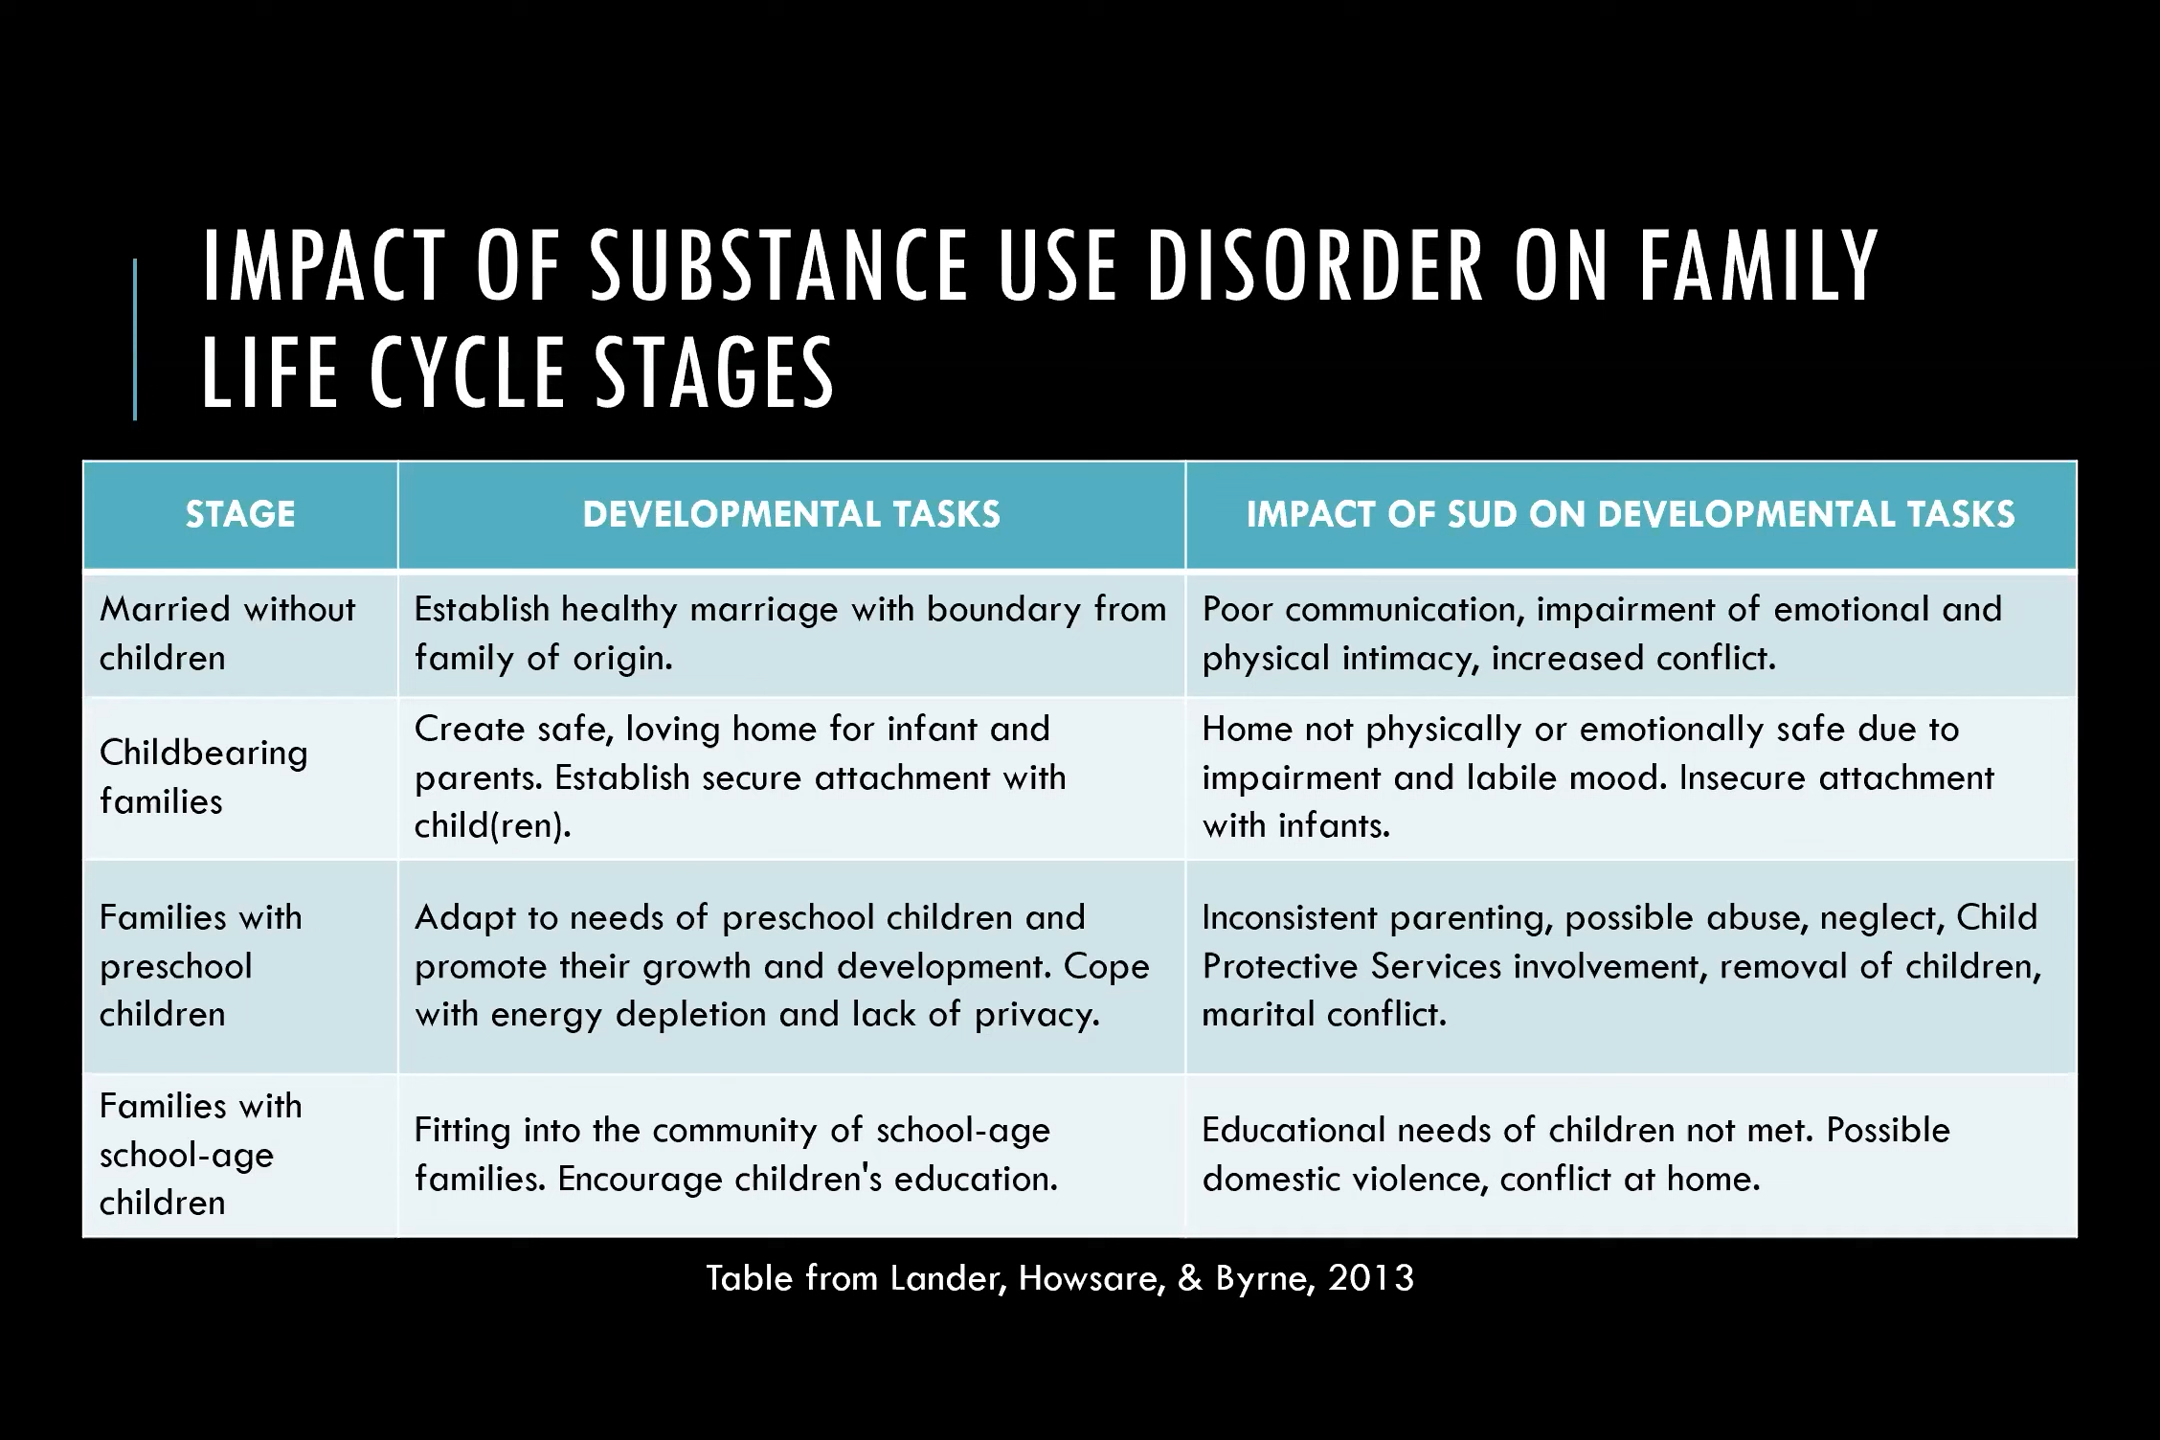 IMPACT OF SUBSTANCE USE DISORDER ON FAMILY
LIFE CYCLE STAGES
STAGE
DEVELOPMENTAL TASKS
IMPACT OF SUD ON DEVELOPMENTAL TASKS
Married without
children
Establish healthy marriage with boundary from
family of origin.
Poor communication, impairment of emotional and
physical intimacy, increased conflict.
Childbearing
families
Create safe, loving home for infant and
parents. Establish secure attachment with
child(ren).
Home not physically or emotionally safe due to
impairment and labile mood. Insecure attachment
with infants.
Families with
preschool
children
Adapt to needs of preschool children and
promote their growth and development. Cope
with energy depletion and lack of privacy.
Inconsistent parenting, possible abuse, neglect, Child
Protective Services involvement, removal of children,
marital conflict.
Families with
school-age
children
Fitting into the community of school-age
families. Encourage children's education.
Educational needs of children not met. Possible
domestic violence, conflict at home.
Table from Lander, Howsare, & Byrne, 2013